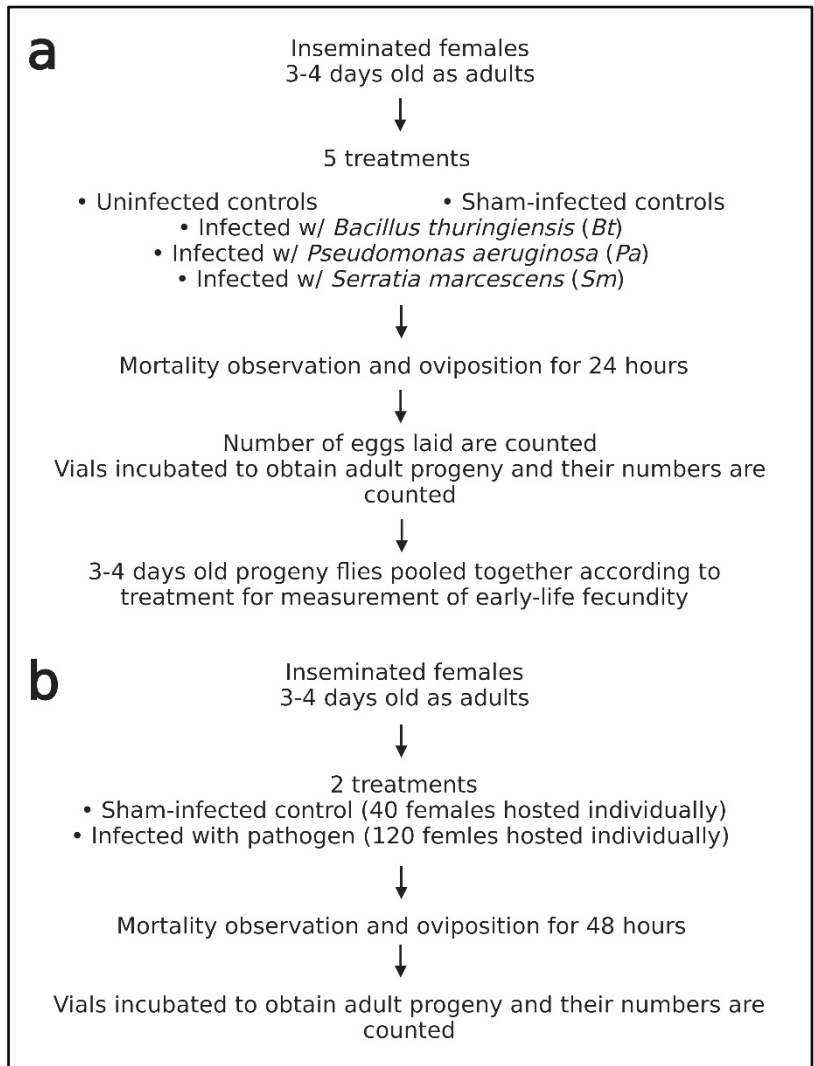 a
Inseminated females
3-4 days old as adults
5 treatments
• Uninfected controls • Sham-infected controls
• Infected w/ Bacillus thuringiensis (Bt)
• Infected w/ Pseudomonas aeruginosa (Pa)
• Infected w/ Serratia marcescens (Sm)
Mortality observation and oviposition for 24 hours
Number of eggs laid are counted
Vials incubated to obtain adult progeny and their numbers are
counted
3-4 days old progeny flies pooled together according to
treatment for measurement of early-life fecundity
b
Inseminated females
3-4 days old as adults
2 treatments
• Sham-infected control (40 females hosted individually)
• Infected with pathogen (120 femles hosted individually)
Mortality observation and oviposition for 48 hours
Vials incubated to obtain adult progeny and their numbers are
counted